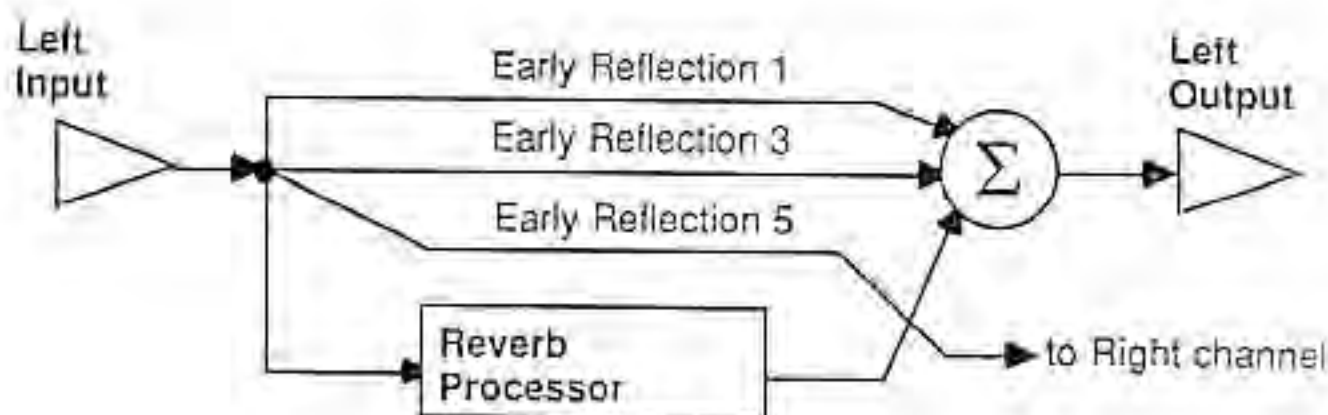 Left
Input
Early Reflection 1
Left
Output
Early Reflection 3
Σ
Early Reflection 5
Reverb
Processor
to Right channel